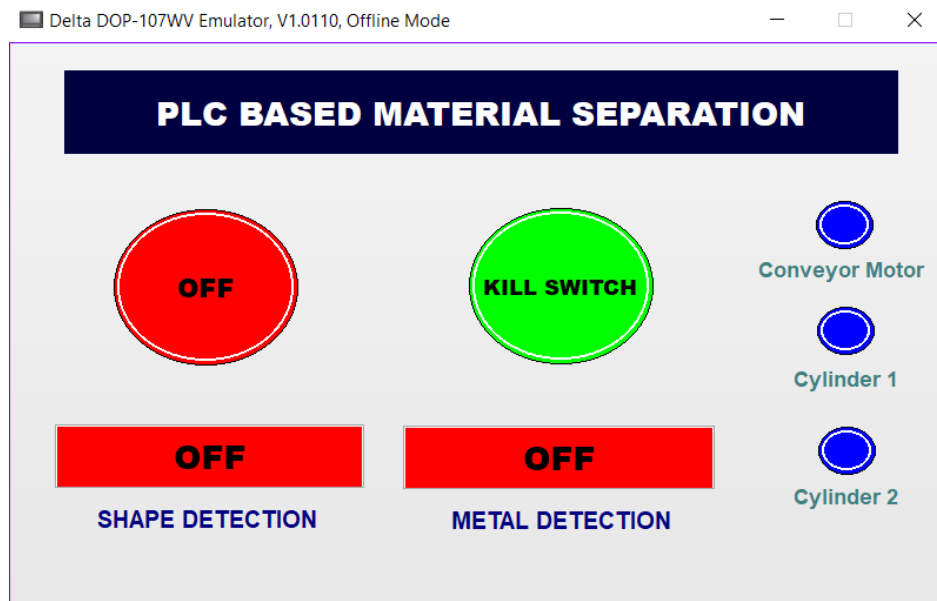 Delta DOP-107WV Emulator, V1.0110, Offline Mode
PLC BASED MATERIAL SEPARATION
OFF
KILL SWITCH
Conveyor Motor
Cylinder 1
OFF
OFF
SHAPE DETECTION
METAL DETECTION
Cylinder 2